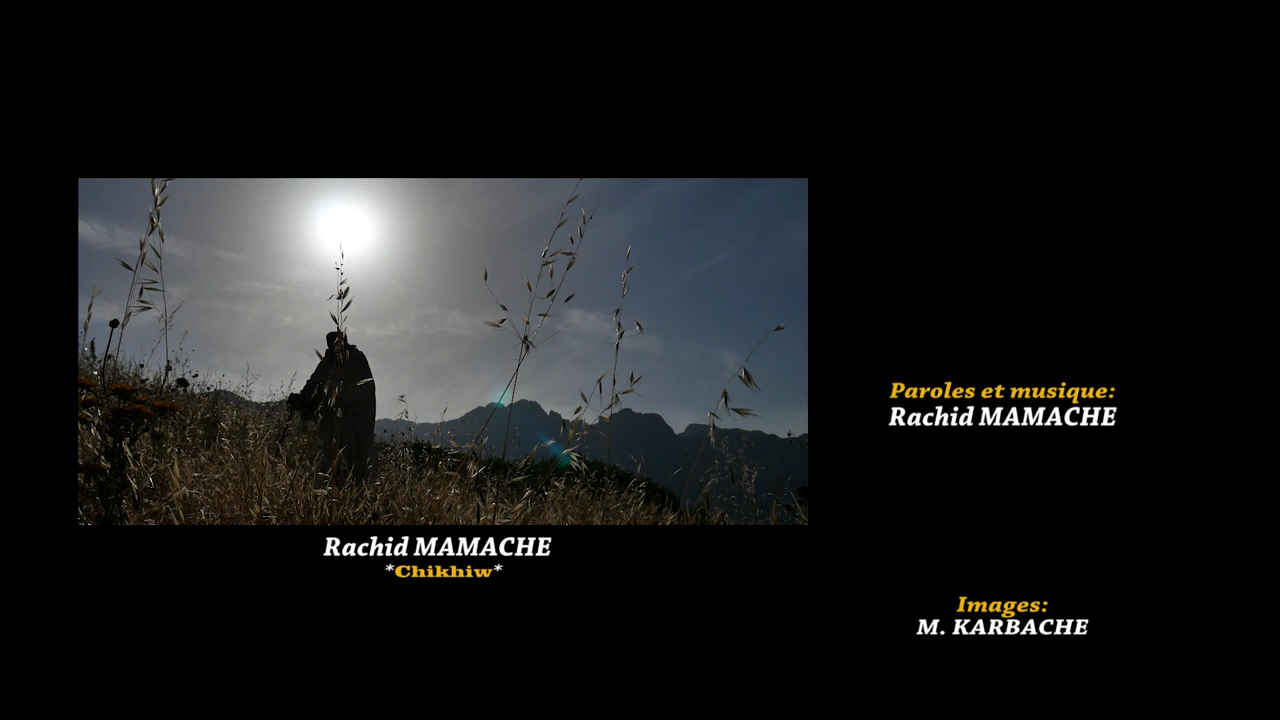 Rachid MAMACHE
*Chikhiw*
Paroles et musique:
Rachid MAMACHE
Images:
M. KARBACHE